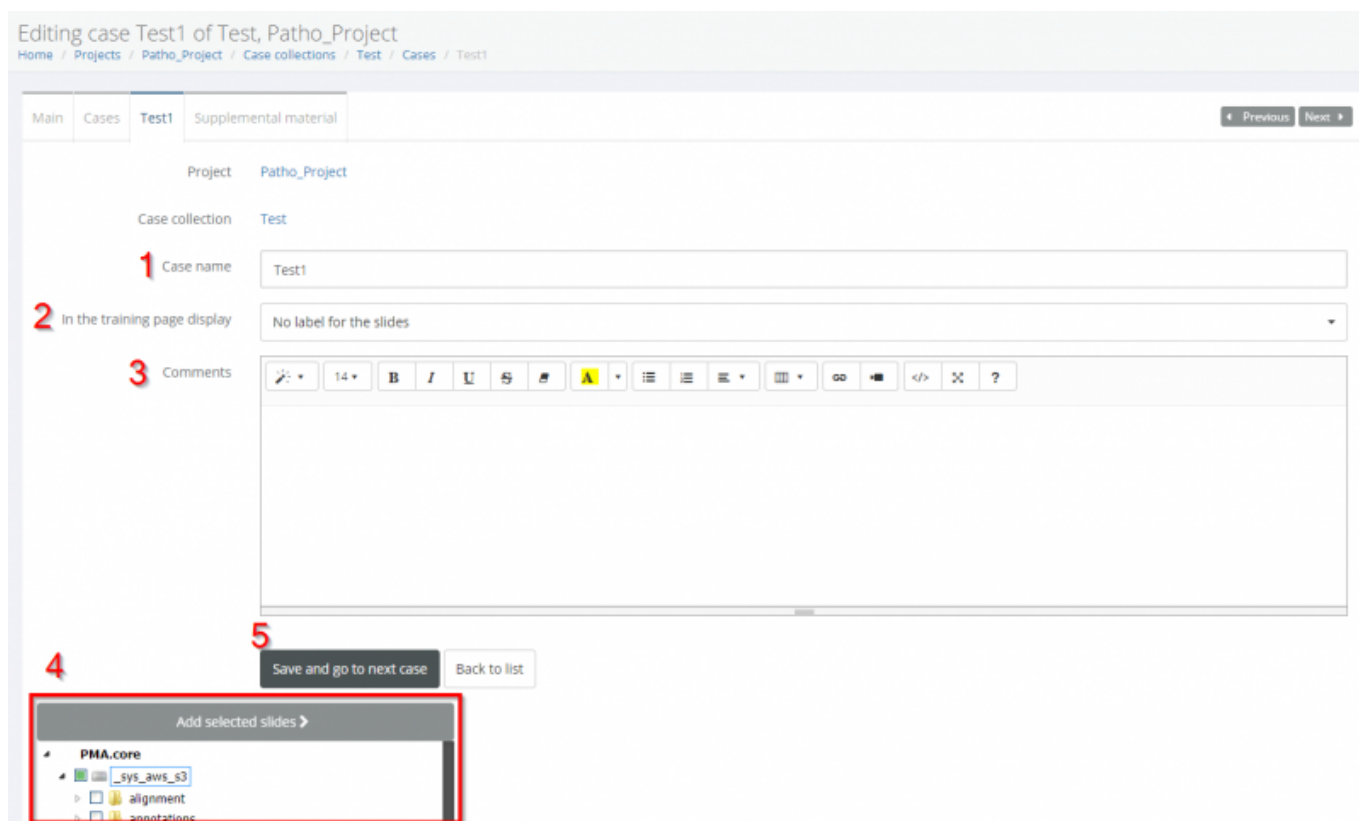 Editing case Test1 of Test, Patho_Project
Home / Projects / Patho_Project / Case collections / Test / Cases / Test1
Main Cases Test1 Supplemental material Previous Next
Project Patho_Project
Case collection Test
1 Case name Test1
2 In the training page display No label for the slides
3 Comments 14 B I U S A </> ?
5
4 Save and go to next case Back to list
Add selected slides
PMA.core
_sys_aws_s3
alignment
annotations